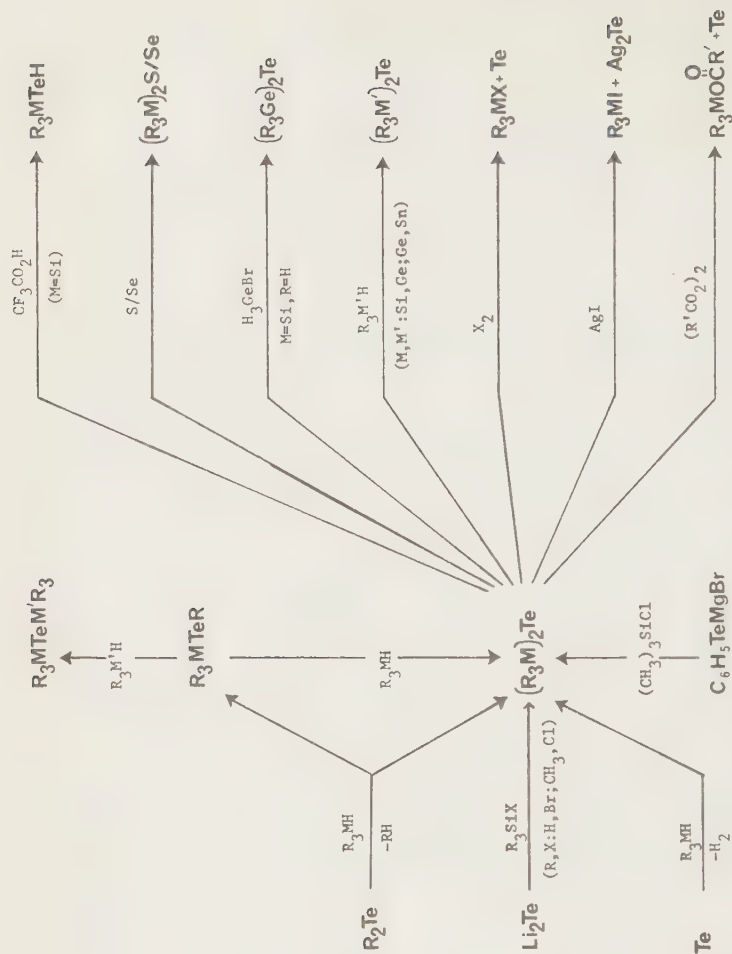 R3MTeM'R3
R3M'H
R3MTeR
R3MH
R2Te
R3MH
-RH
Li2Te
R3SiX
(R,X:H,Br;CH3,Cl)
Te
R3MH
-H2
(R3M)2Te
(CH3)3SiCl
C6H5TeMgBr
CF3CO2H
(M=Si)
R3MTeH
S/Se
(R3M)2S/Se
H3GeBr
M=Si,R=H
(R3Ge)2Te
R3M'H
(M,M':Si,Ge;Ge,Sn)
(R3M')2Te
X2
R3MX+Te
AgI
R3MI + Ag2Te
(R'CO2)2
O
R3MOCR' +Te